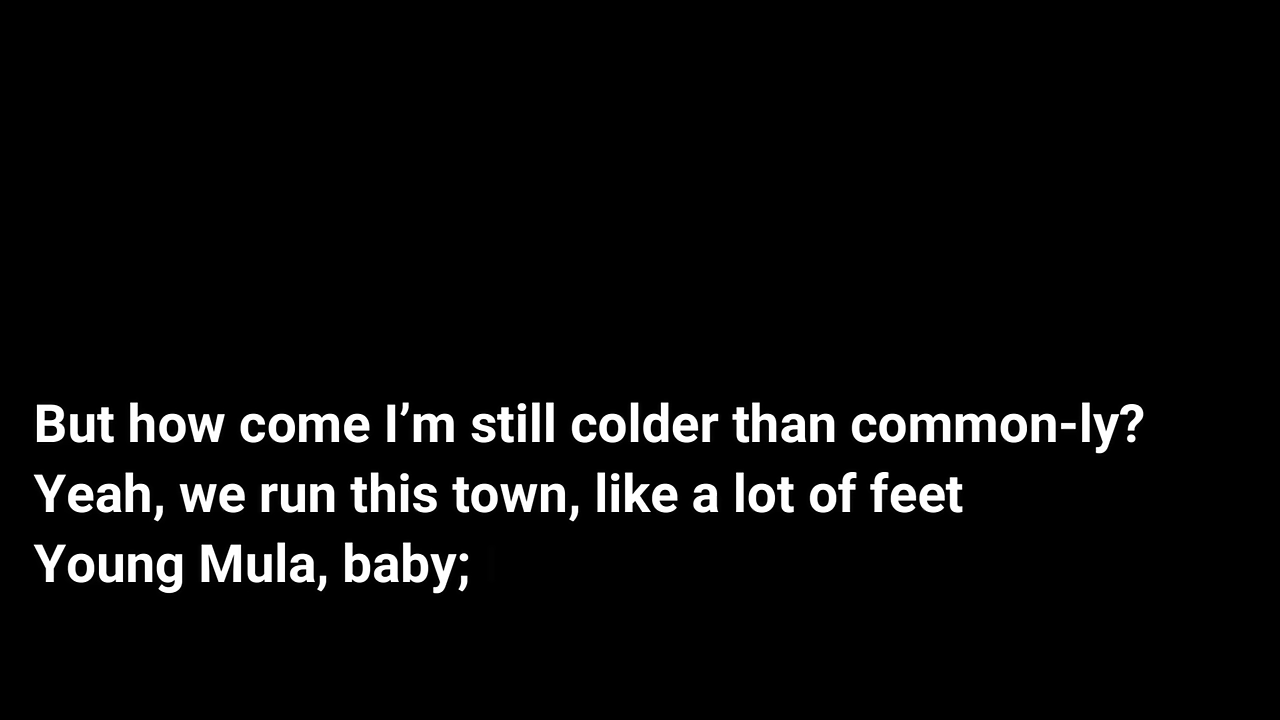 But how come I’m still colder than common-ly?
Yeah, we run this town, like a lot of feet
Young Mula, baby;